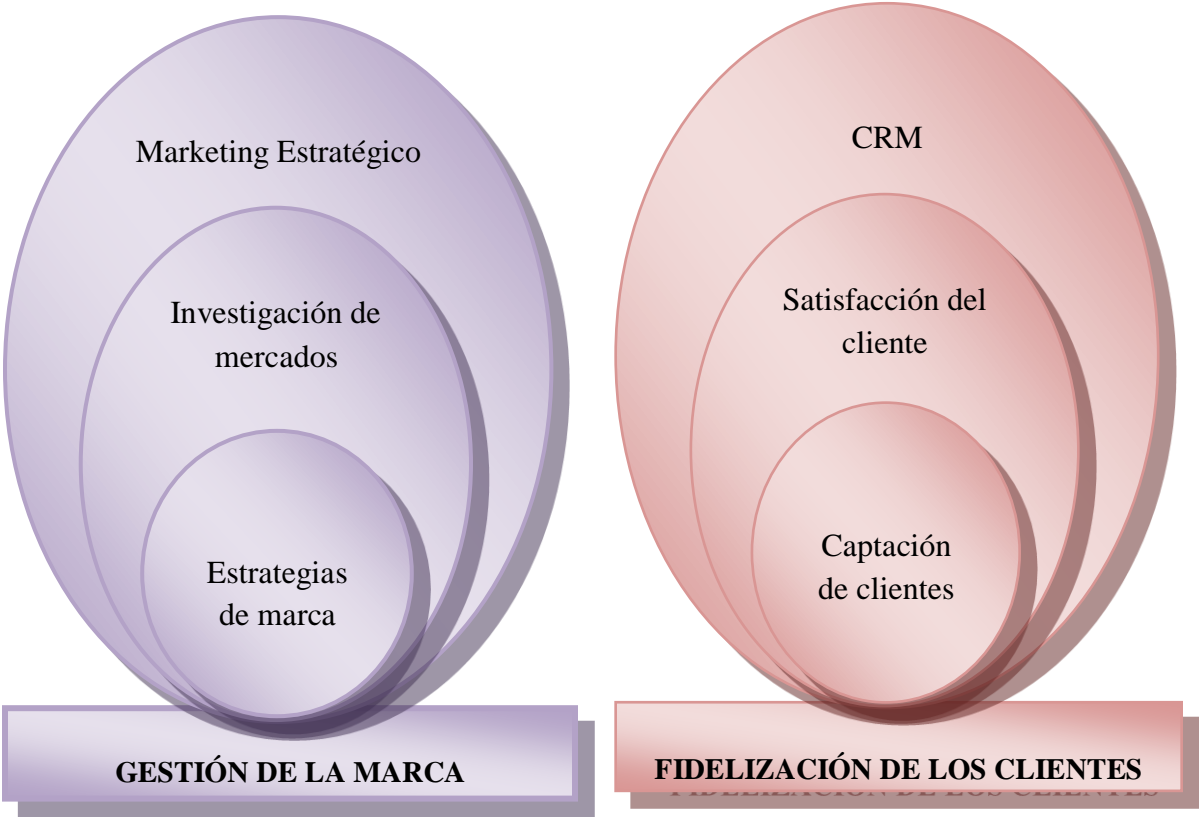 Marketing Estratégico
Investigación de
mercados
Estrategias
de marca
GESTIÓN DE LA MARCA
CRM
Satisfacción del
cliente
Captación
de clientes
FIDELIZACIÓN DE LOS CLIENTES